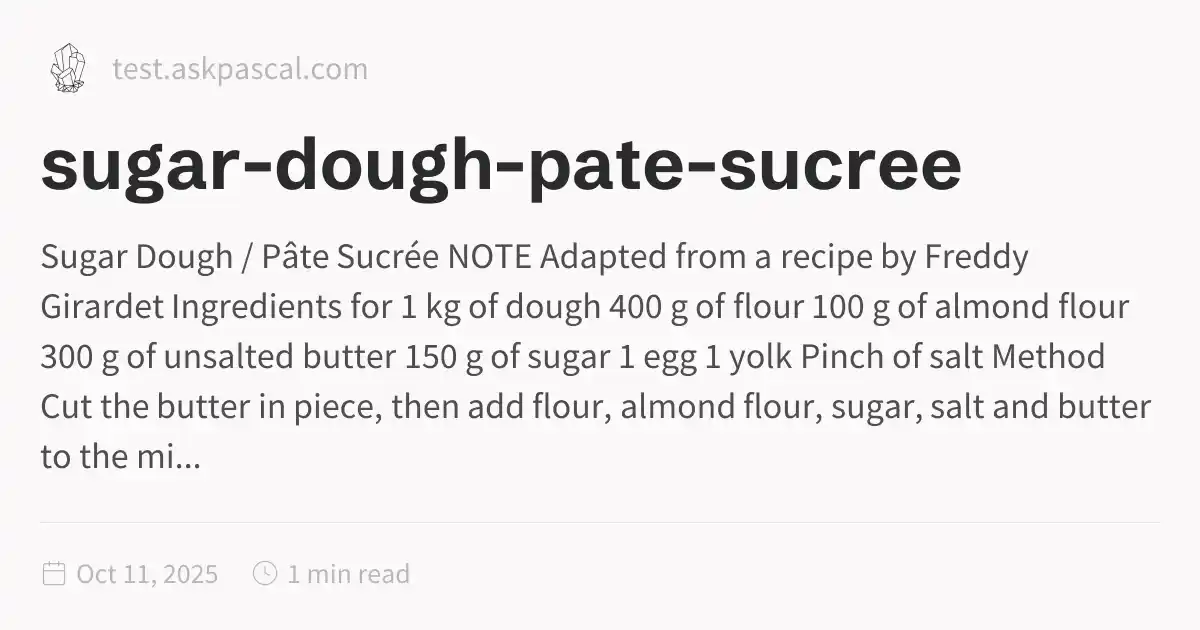 test.askpascal.com
sugar-dough-pate-sucree
Sugar Dough / Pâte Sucrée NOTE Adapted from a recipe by Freddy
Girardet Ingredients for 1 kg of dough 400 g of flour 100 g of almond flour
300 g of unsalted butter 150 g of sugar 1 egg 1 yolk Pinch of salt Method
Cut the butter in piece, then add flour, almond flour, sugar, salt and butter
to the mi...
Oct 11, 2025 1 min read